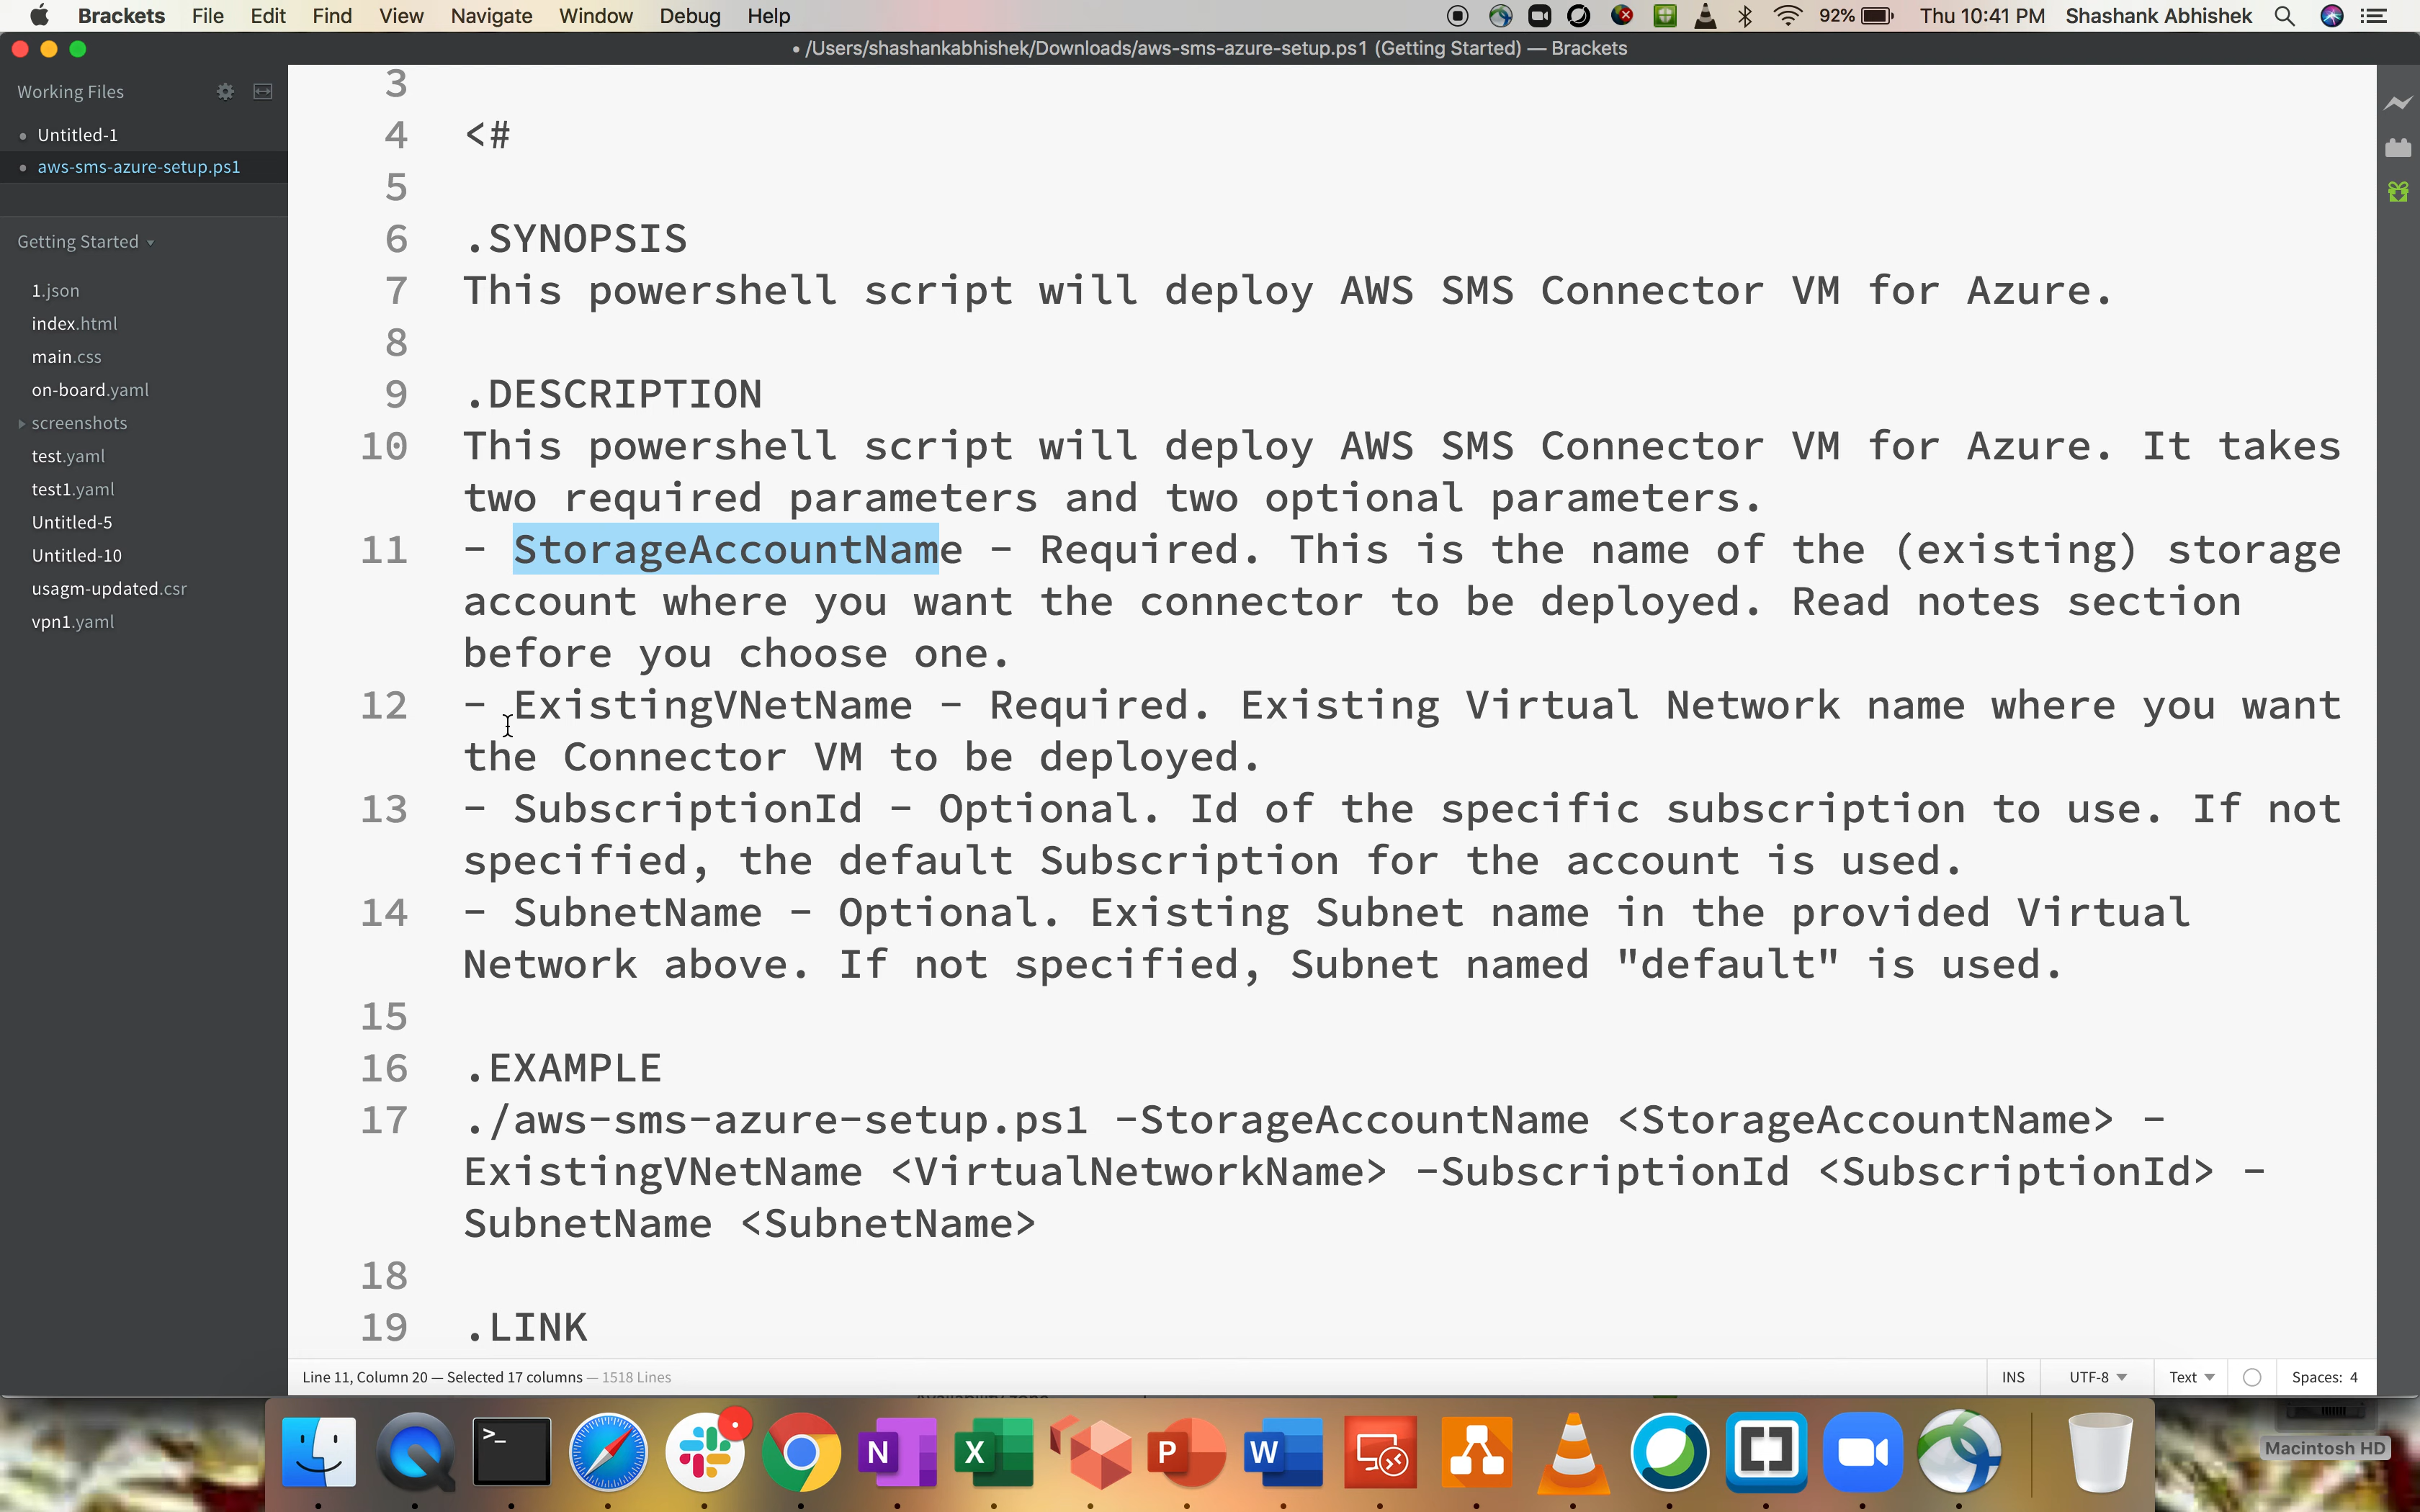 Brackets File Edit Find View Navigate Window Debug Help 92% Thu 10:41 PM Shashank Abhishek
• /Users/shashankabhishek/Downloads/aws-sms-azure-setup.ps1 (Getting Started) — Brackets
Working Files
Untitled-1
aws-sms-azure-setup.ps1
Getting Started
1.json
index.html
main.css
on-board.yaml
screenshots
test.yaml
test1.yaml
Untitled-5
Untitled-10
usagm-updated.csr
vpn1.yaml
3
4 <#
5
6 .SYNOPSIS
7 This powershell script will deploy AWS SMS Connector VM for Azure.
8
9 .DESCRIPTION
10 This powershell script will deploy AWS SMS Connector VM for Azure. It takes
two required parameters and two optional parameters.
11 - StorageAccountName - Required. This is the name of the (existing) storage
account where you want the connector to be deployed. Read notes section
before you choose one.
12 - ExistingVNetName - Required. Existing Virtual Network name where you want
the Connector VM to be deployed.
13 - SubscriptionId - Optional. Id of the specific subscription to use. If not
specified, the default Subscription for the account is used.
14 - SubnetName - Optional. Existing Subnet name in the provided Virtual
Network above. If not specified, Subnet named "default" is used.
15
16 .EXAMPLE
17 ./aws-sms-azure-setup.ps1 -StorageAccountName <StorageAccountName> -
ExistingVNetName <VirtualNetworkName> -SubscriptionId <SubscriptionId> -
SubnetName <SubnetName>
18
19 .LINK
Line 11, Column 20 — Selected 17 columns — 1518 Lines INS UTF-8 Text Spaces: 4
>_ N X P W
Macintosh HD